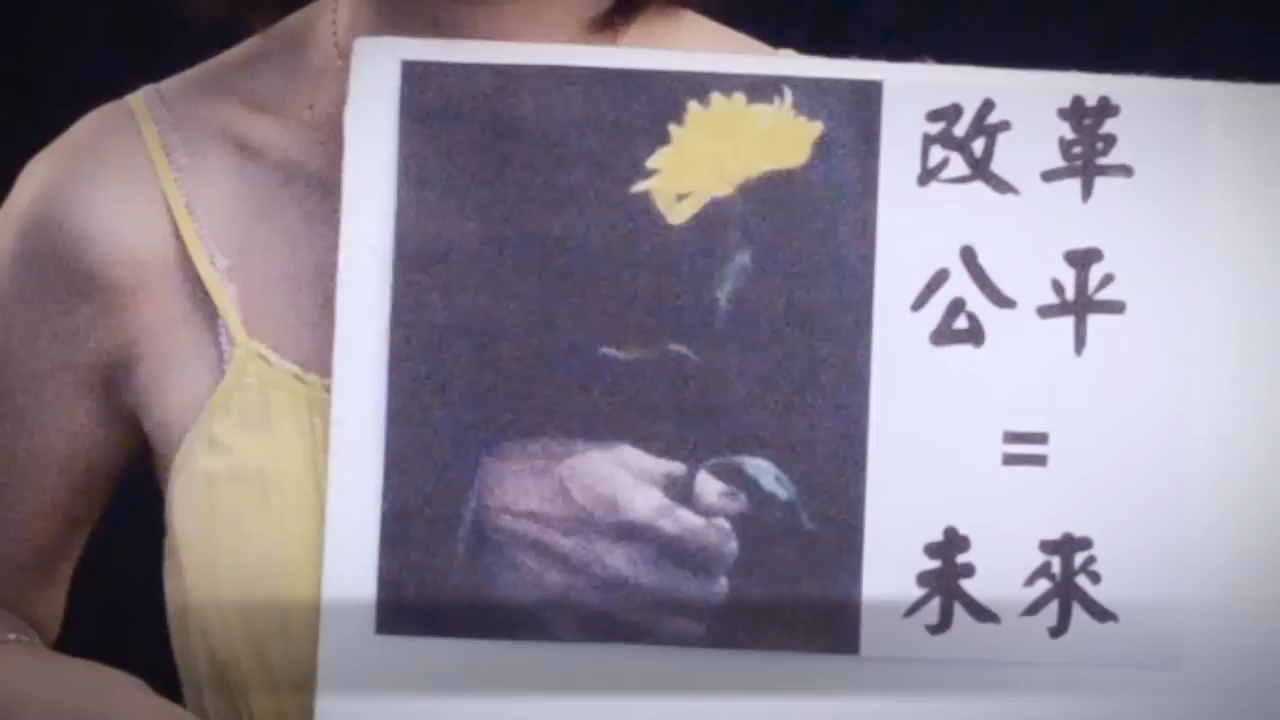 改革
公平
=
未來